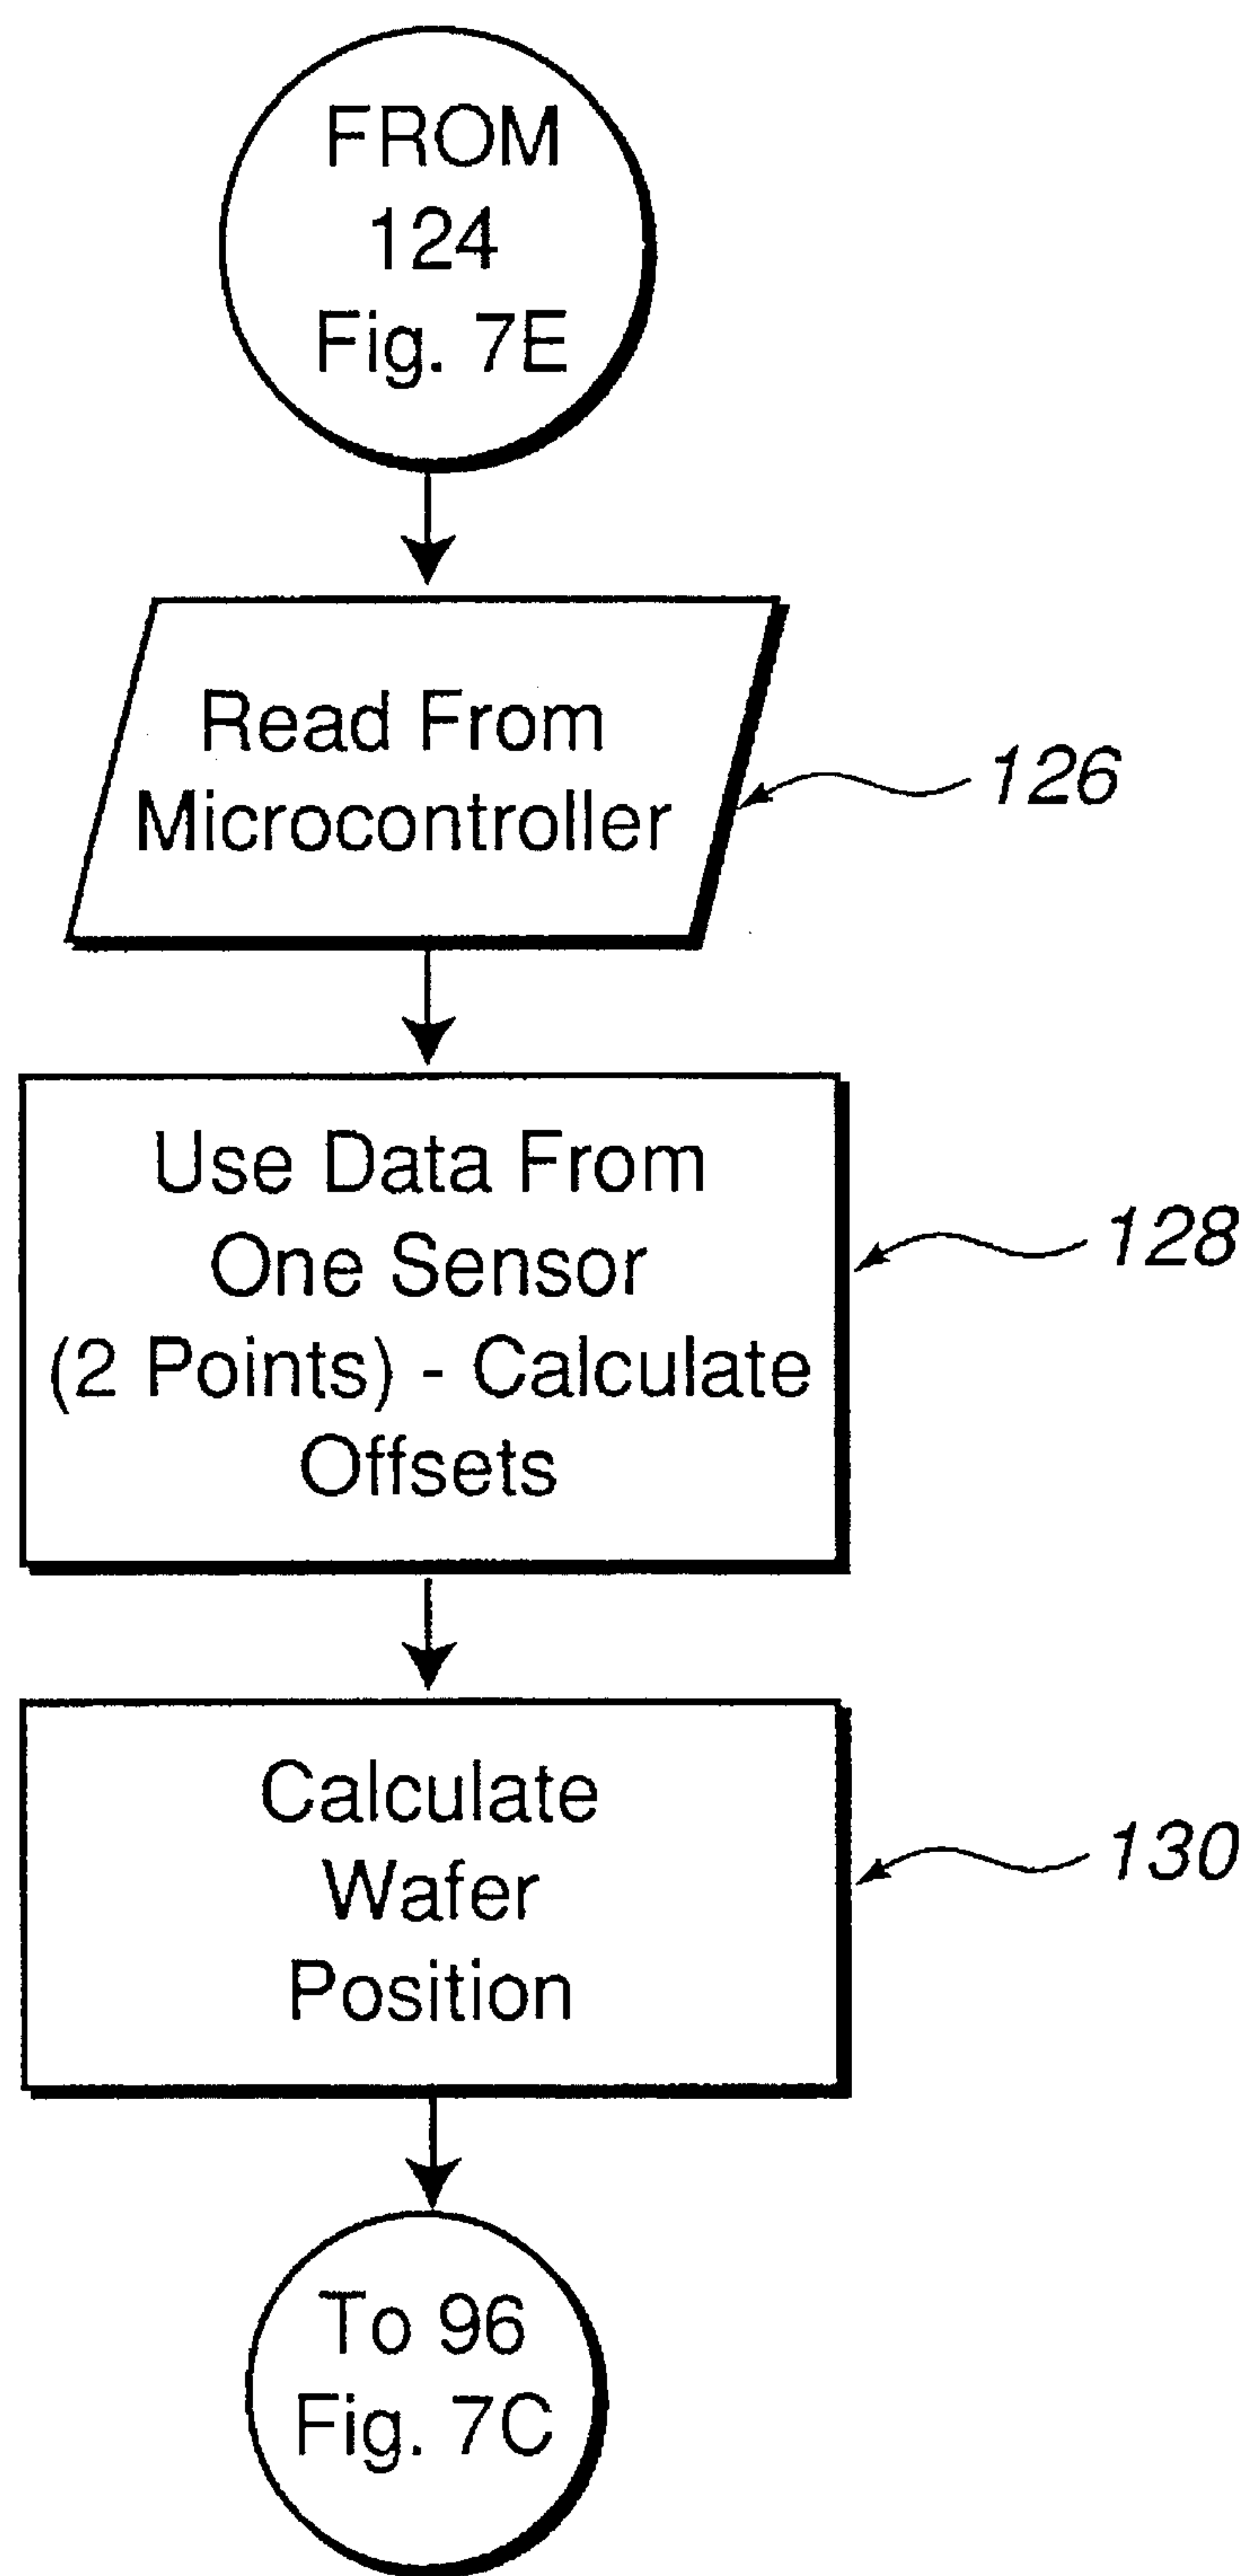 FROM
124
Fig. 7E
Read From
Microcontroller
126
Use Data From
One Sensor
(2 Points) - Calculate
Offsets
128
Calculate
Wafer
Position
130
To 96
Fig. 7C